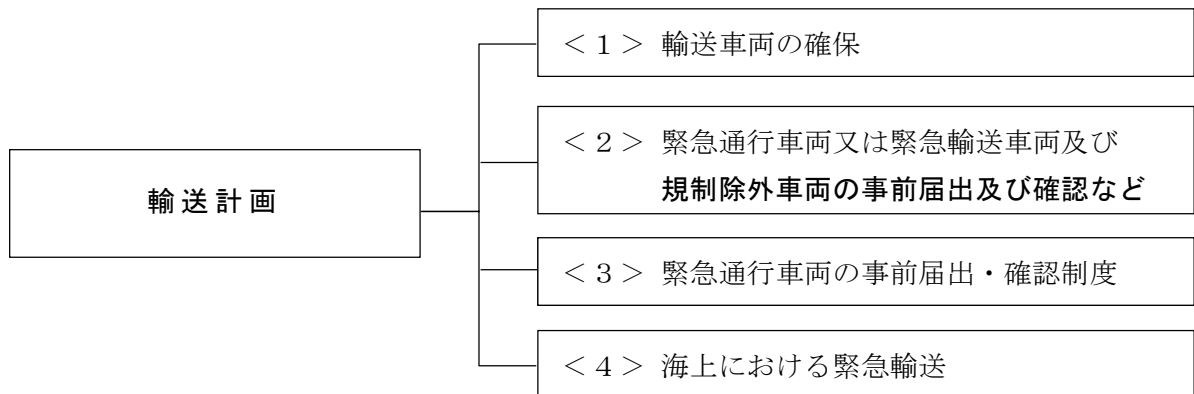 輸送計画
＜１＞ 輸送車両の確保
＜２＞ 緊急通行車両又は緊急輸送車両及び
規制除外車両の事前届出及び確認など
＜３＞ 緊急通行車両の事前届出・確認制度
＜４＞ 海上における緊急輸送